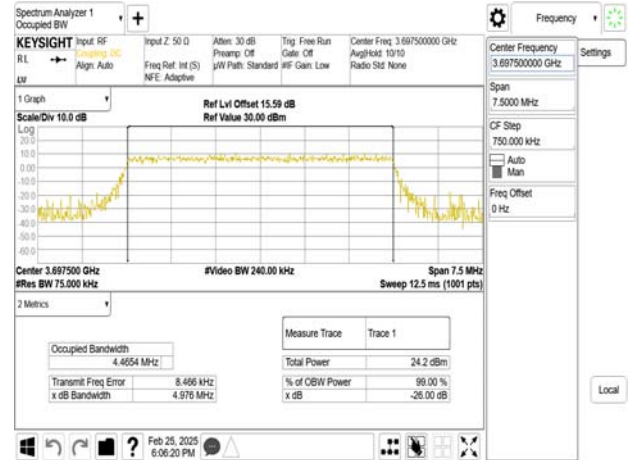 Spectrum Analyzer 1
Occupied BW
Frequency
KEYSIGHT
Input: RF
Coupling: DC
Align: Auto
Input Z: 50 Ω
Freq Ref: Int (S)
NFE: Adaptive
Atten: 30 dB
Preamp: Off
µW Path: Standard
Trig: Free Run
Gate: Off
#IF Gain: Low
Center Freq: 3.697500000 GHz
Avg|Hold: 10/10
Radio Std: None
RL
Center Frequency
3.697500000 GHz
Settings
Span
7.5000 MHz
CF Step
750.000 kHz
Auto
Man
Freq Offset
0 Hz
Local
1 Graph
Scale/Div 10.0 dB
Ref Lvl Offset 15.59 dB
Ref Value 30.00 dBm
Log
20.0
10.0
0.00
-10.0
-20.0
-30.0
-40.0
-50.0
-60.0
Center 3.697500 GHz
#Res BW 75.000 kHz
#Video BW 240.00 kHz
Span 7.5 MHz
Sweep 12.5 ms (1001 pts)
2 Metrics
Measure Trace Trace 1
Occupied Bandwidth
4.4654 MHz
Total Power 24.2 dBm
Transmit Freq Error 8.466 kHz
% of OBW Power 99.00 %
x dB Bandwidth 4.976 MHz
x dB -26.00 dB
Feb 25, 2025
6:06:20 PM